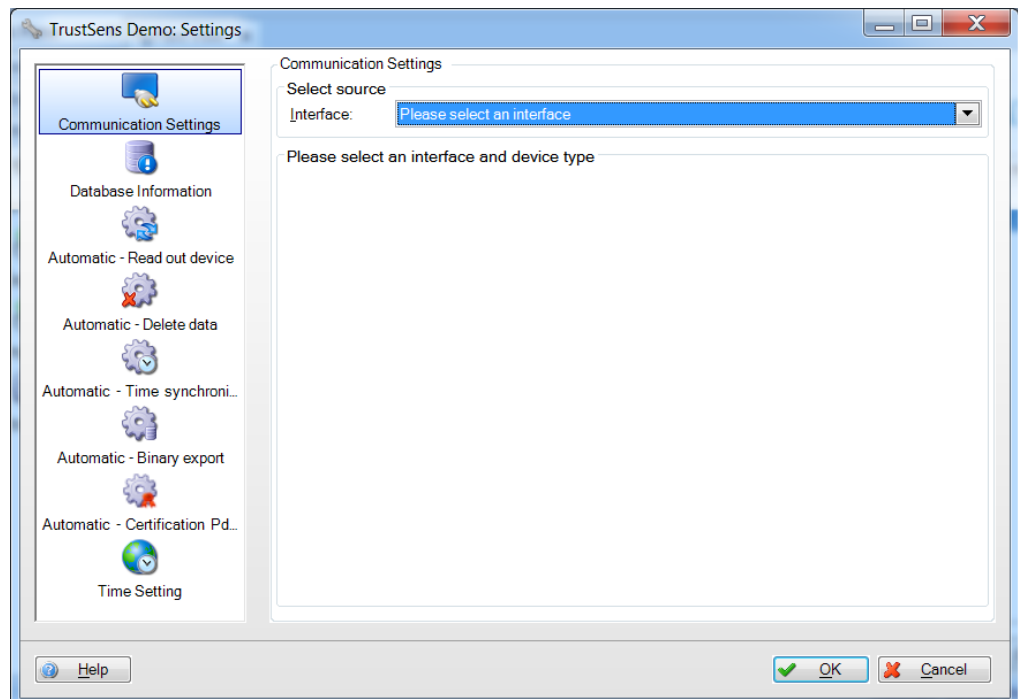 TrustSens Demo: Settings
Communication Settings
Database Information
Automatic - Read out device
Automatic - Delete data
Automatic - Time synchroni...
Automatic - Binary export
Automatic - Certification Pd...
Time Setting
Communication Settings
Select source
Interface: Please select an interface
Please select an interface and device type
Help
OK
Cancel